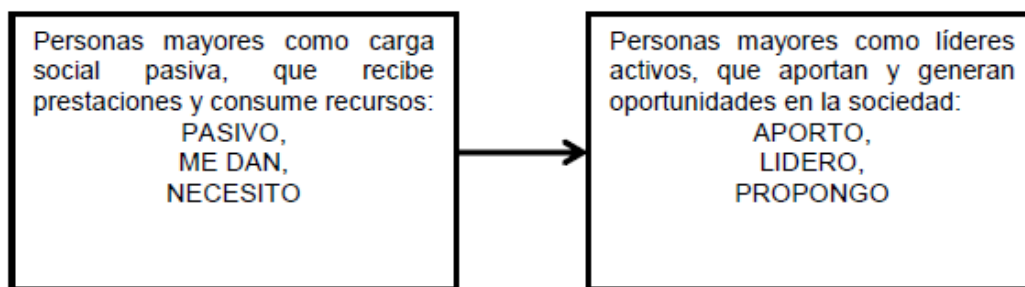 Personas mayores como carga
social pasiva, que recibe
prestaciones y consume recursos:
PASIVO,
ME DAN,
NECESITO
Personas mayores como líderes
activos, que aportan y generan
oportunidades en la sociedad:
APORTO,
LIDERO,
PROPONGO